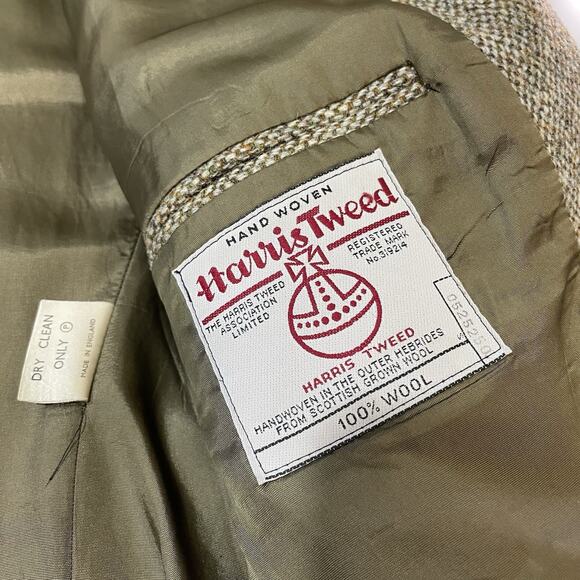 HAND WOVEN
Harris Tweed
THE HARRIS TWEED
ASSOCIATION
LIMITED
REGISTERED
TRADE MARK
No.319214
HARRIS TWEED
HANDWOVEN IN THE OUTER HEBRIDES
FROM SCOTTISH GROWN WOOL
100% WOOL
DRY CLEAN
ONLY Ⓟ
MADE IN ENGLAND